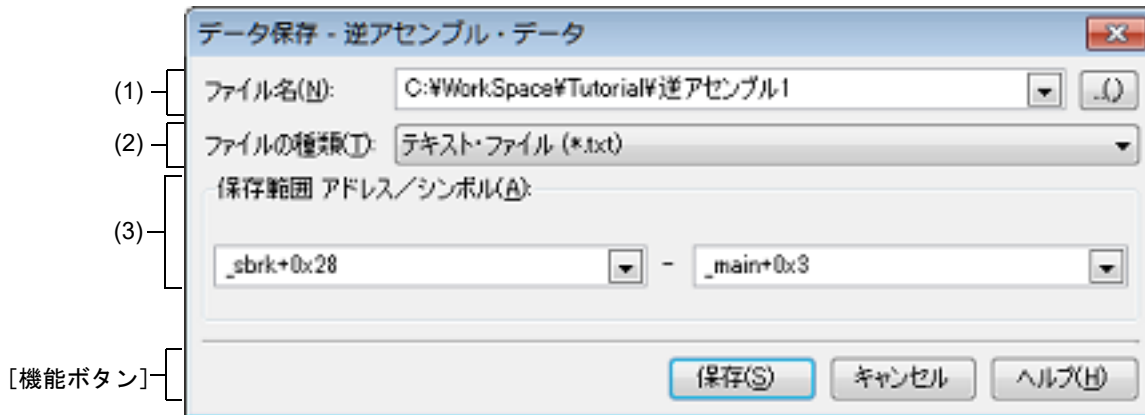 データ保存 - 逆アセンブル・データ
(1)
ファイル名(N):
C:¥WorkSpace¥Tutorial¥逆アセンブル1
...()
(2)
ファイルの種類(T):
テキスト・ファイル (*.txt)
(3)
保存範囲 アドレス／シンボル(A):
_sbrk+0x28
-
_main+0x3
[機能ボタン]
保存(S)
キャンセル
ヘルプ(H)